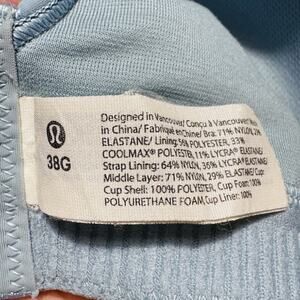 38G
Designed in Vancouver/ Conçu à Vancouver Made
in China/ Fabriqué en Chine/ Bra: 71% NYLON, 29%
ELASTANE/ Lining: 56% POLYESTER, 33%
COOLMAX® POLYESTER, 11% LYCRA® ELASTANE/
Strap Lining: 64% NYLON, 36% LYCRA® ELASTANE/
Middle Layer: 71% NYLON, 29% ELASTANE/
Cup Shell: 100% POLYESTER, Cup Foam: 100%
POLYURETHANE FOAM, Cup Liner: 100%